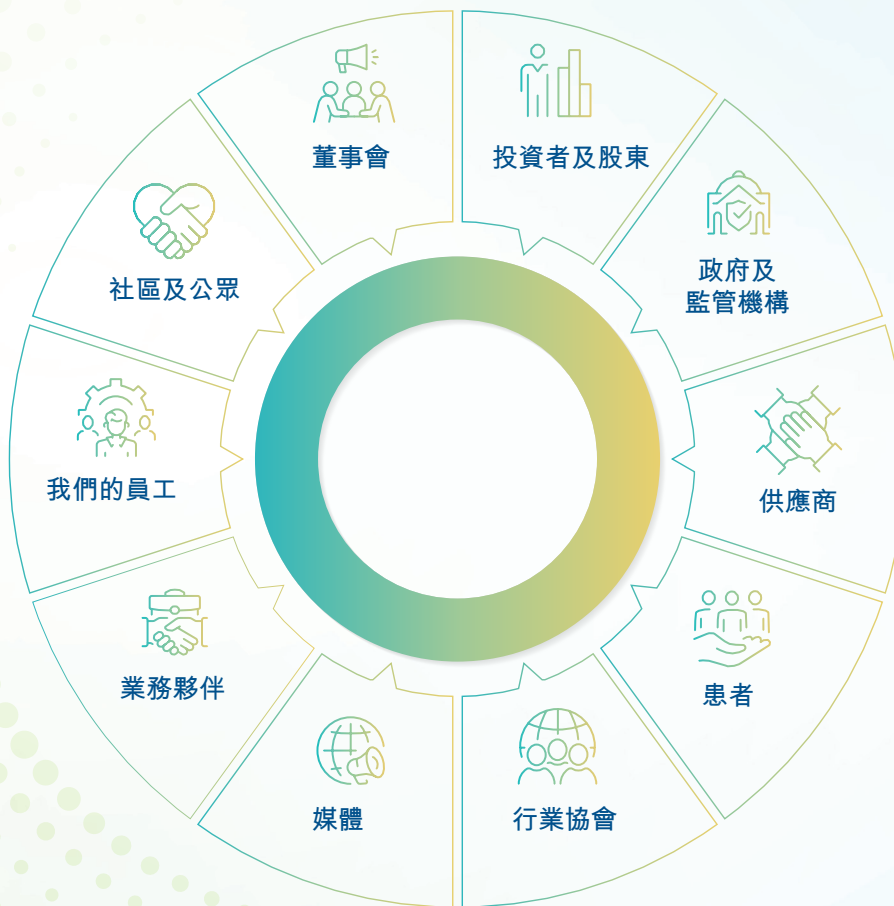 董事會
投資者及股東
政府及
監管機構
供應商
患者
行業協會
媒體
業務夥伴
我們的員工
社區及公眾